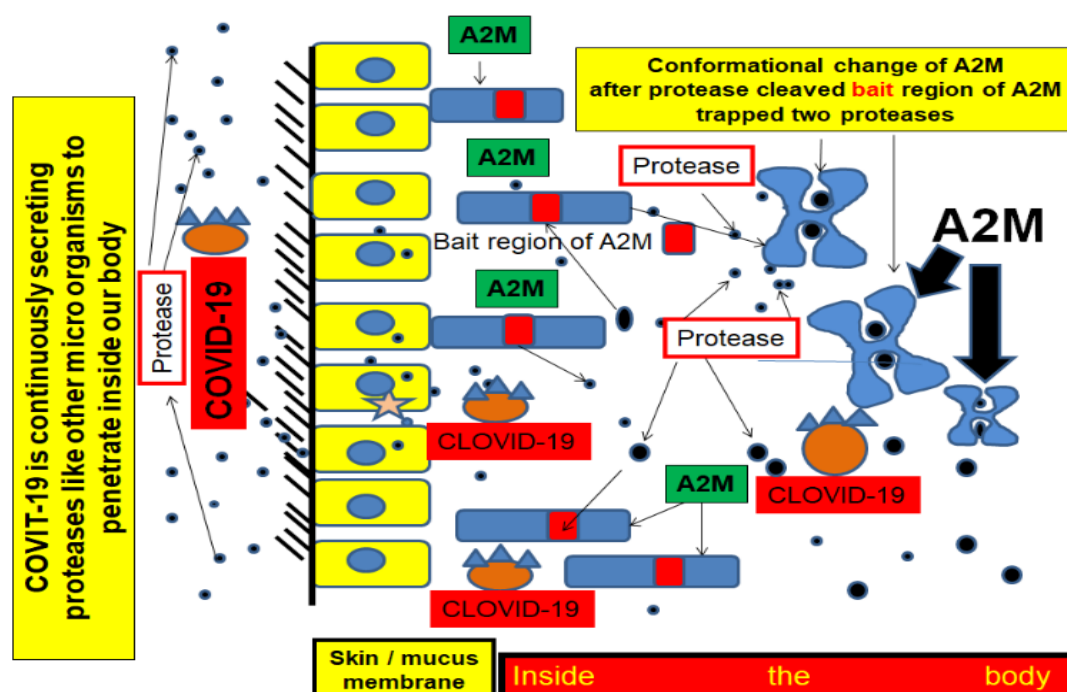 COVIT-19 is continuously secreting
proteases like other micro organisms to
penetrate inside our body
Protease
COVID-19
A2M
A2M
Bait region of A2M
A2M
CLOVID-19
A2M
CLOVID-19
Conformational change of A2M
after protease cleaved bait region of A2M
trapped two proteases
Protease
A2M
Protease
CLOVID-19
Skin / mucus
membrane
Inside the body